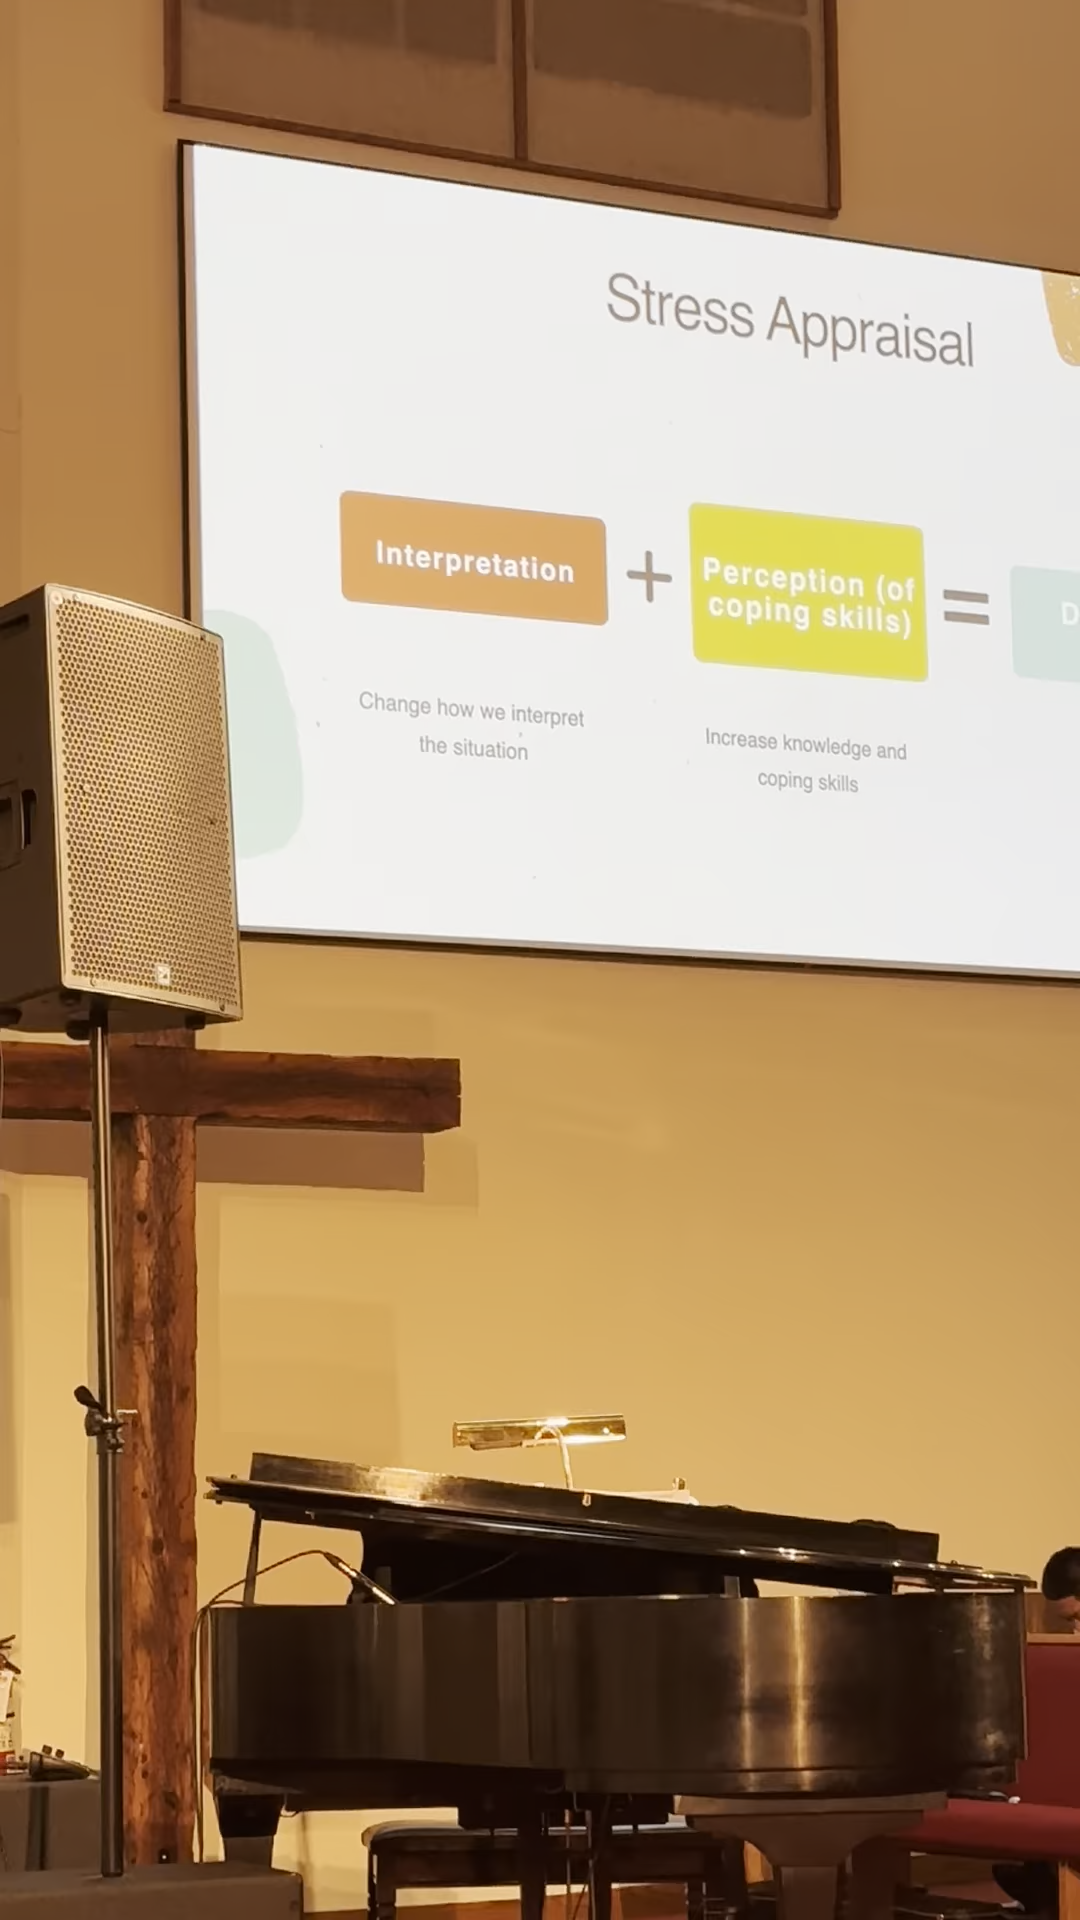 Stress Appraisal
Interpretation
+
Perception (of
coping skills)
=
D
Change how we interpret
the situation
Increase knowledge and
coping skills